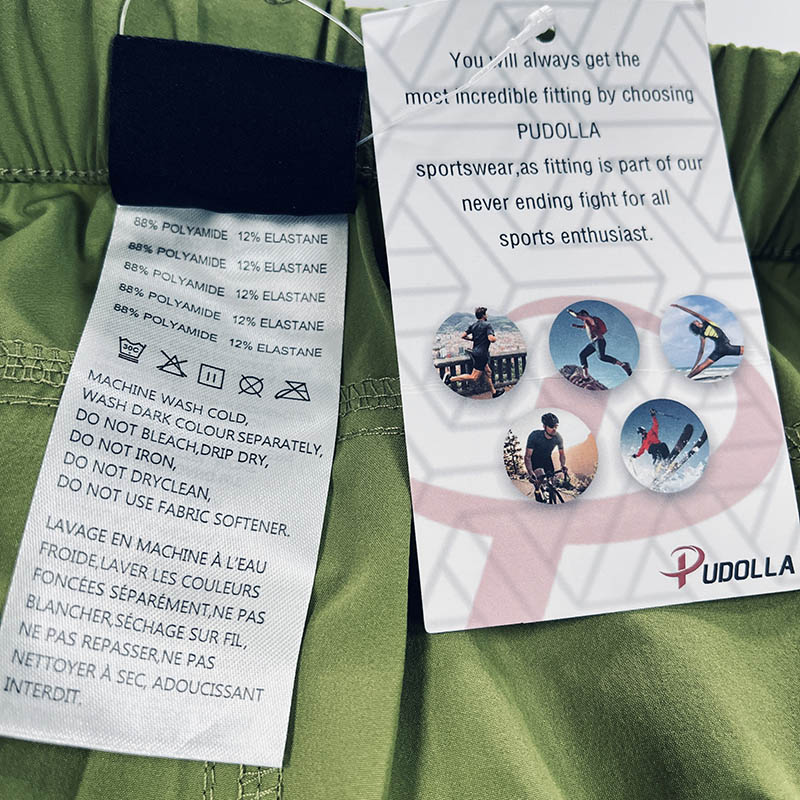 88% POLYAMIDE 12% ELASTANE
88% POLYAMIDE 12% ELASTANE
88% POLYAMIDE 12% ELASTANE
88% POLYAMIDE 12% ELASTANE
88% POLYAMIDE 12% ELASTANE
30C
MACHINE WASH COLD,
WASH DARK COLOUR SEPARATELY,
DO NOT BLEACH,DRIP DRY,
DO NOT IRON,
DO NOT DRYCLEAN,
DO NOT USE FABRIC SOFTENER.
LAVAGE EN MACHINE À L'EAU
FROIDE,LAVER LES COULEURS
FONCÉES SÉPARÉMENT,NE PAS
BLANCHER,SÉCHAGE SUR FIL,
NE PAS REPASSER,NE PAS
NETTOYER À SEC, ADOUCISSANT
INTERDIT.
You will always get the
most incredible fitting by choosing
PUDOLLA
sportswear,as fitting is part of our
never ending fight for all
sports enthusiast.
PUDOLLA